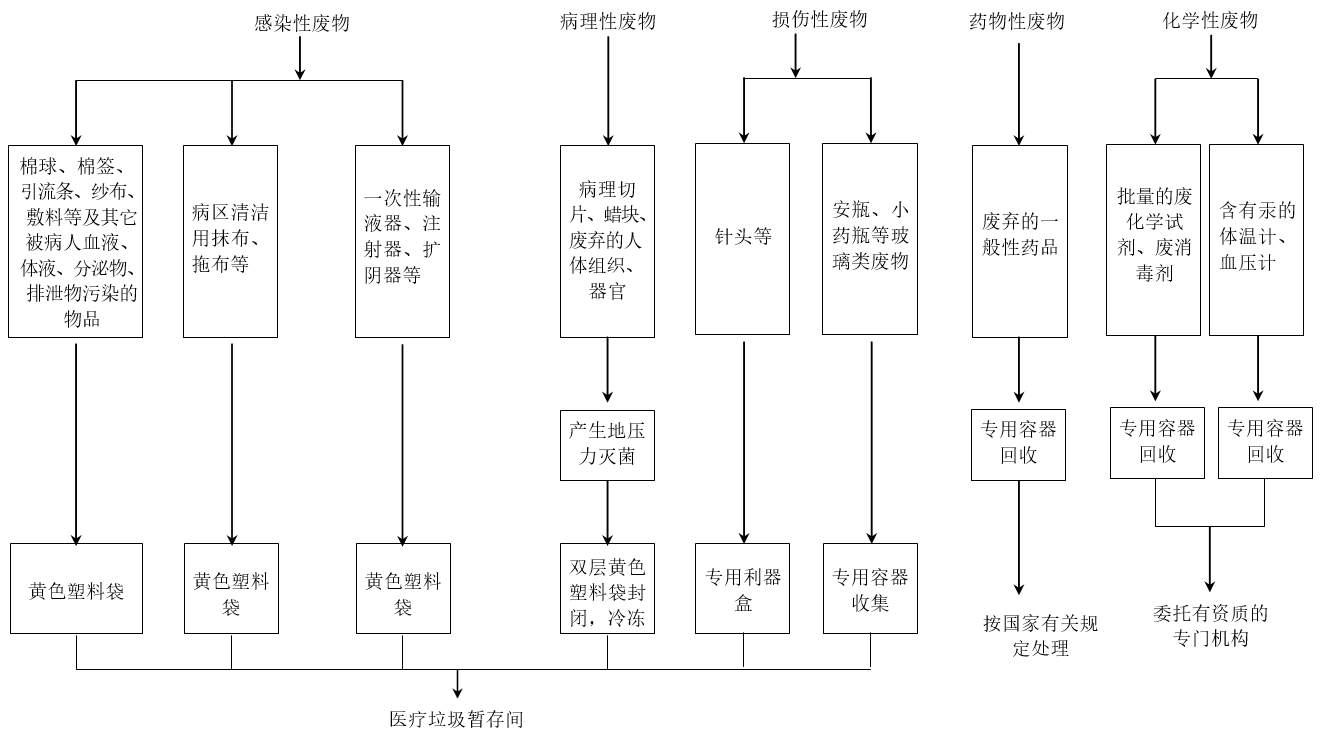 感染性废物
病理性废物
损伤性废物
药物性废物
化学性废物
棉球、棉签、
引流条、纱布、
敷料等及其它
被病人血液、
体液、分泌物、
排泄物污染的
物品
病区清洁
用抹布、
拖布等
一次性输
液器、注
射器、扩
阴器等
病理切
片、蜡块、
废弃的人
体组织、
器官
针头等
安瓶、小
药瓶等玻
璃类废物
废弃的一
般性药品
批量的废
化学试
剂、废消
毒剂
含有汞的
体温计、
血压计
产生地压
力灭菌
专用容器
回收
专用容器
回收
专用容器
回收
黄色塑料袋
黄色塑料
袋
黄色塑料
袋
双层黄色
塑料袋封
闭，冷冻
专用利器
盒
专用容器
收集
按国家有关规
定处理
委托有资质的
专门机构
医疗垃圾暂存间